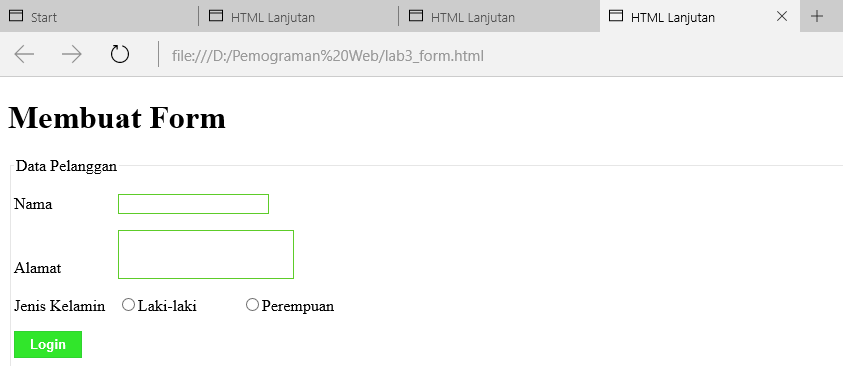 Start HTML Lanjutan HTML Lanjutan HTML Lanjutan
file:///D:/Pemograman%20Web/lab3_form.html
Membuat Form
Data Pelanggan
Nama
Alamat
Jenis Kelamin Laki-laki Perempuan
Login